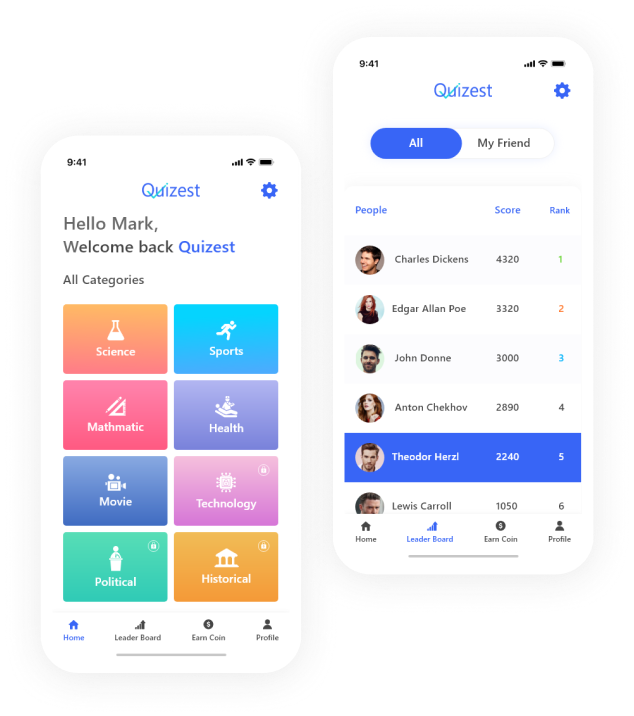 9:41
Quizest
Hello Mark,
Welcome back Quizest
All Categories
Science
Sports
Mathmatic
Health
Movie
Technology
Political
Historical
Home
Leader Board
Earn Coin
Profile
9:41
Quizest
All
My Friend
People Score Rank
Charles Dickens 4320 1
Edgar Allan Poe 3320 2
John Donne 3000 3
Anton Chekhov 2890 4
Theodor Herzl 2240 5
Lewis Carroll 1050 6
Home
Leader Board
Earn Coin
Profile